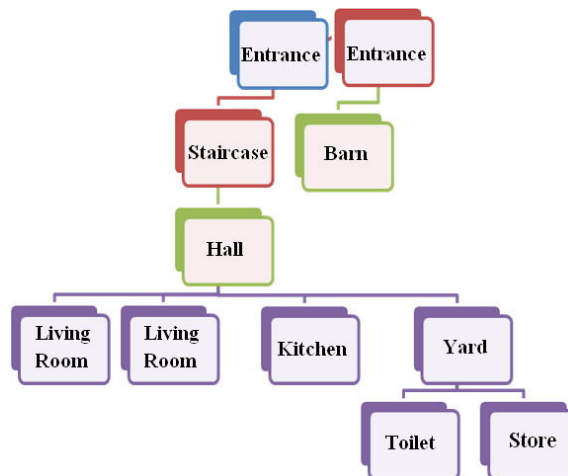 Entrance
Entrance
Staircase
Barn
Hall
Living
Room
Living
Room
Kitchen
Yard
Toilet
Store